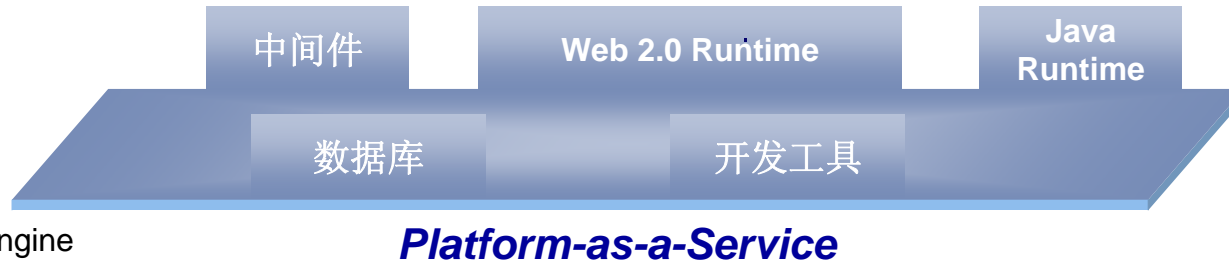 中间件
Web 2.0 Runtime
Java
Runtime
数据库
开发工具
ngine
Platform-as-a-Service